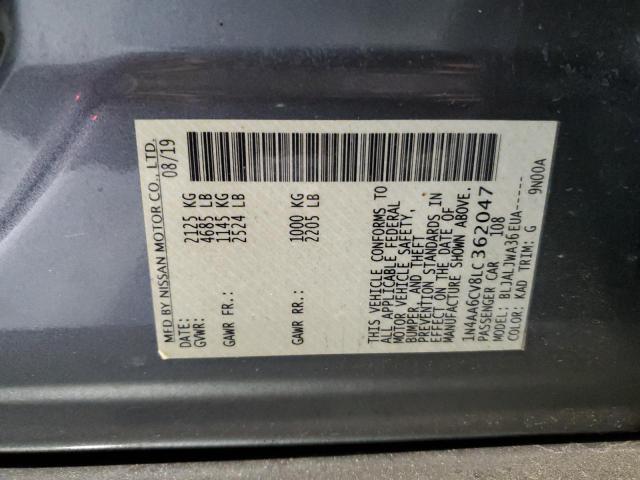 MFD BY NISSAN MOTOR CO., LTD.
DATE: 08/19
GVWR: 2125 KG
4685 LB
GAWR FR.: 1145 KG
2524 LB
GAWR RR.: 1000 KG
2205 LB
THIS VEHICLE CONFORMS TO
ALL APPLICABLE FEDERAL
MOTOR VEHICLE SAFETY,
BUMPER, AND THEFT
PREVENTION STANDARDS IN
EFFECT ON THE DATE OF
MANUFACTURE SHOWN ABOVE.
1N4AA6CV8LC362047
PASSENGER CAR 108
MODEL: BLJALJWA36EUA-----
COLOR: KAD TRIM: G 9N00A